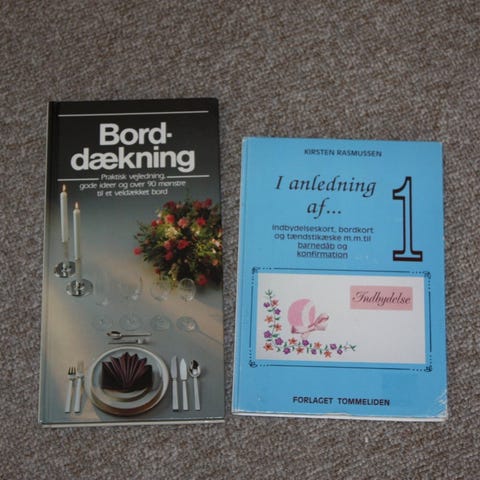 Bord-
dækning
Praktisk vejledning,
gode ideer og over 90 mønstre
til et veldækket bord
KIRSTEN RASMUSSEN
I anledning
af...
1
Indbydelseskort, bordkort
og tændstikæske m.m. til
barnedåb og
konfirmation
Indbydelse
FORLAGET TOMMELIDEN